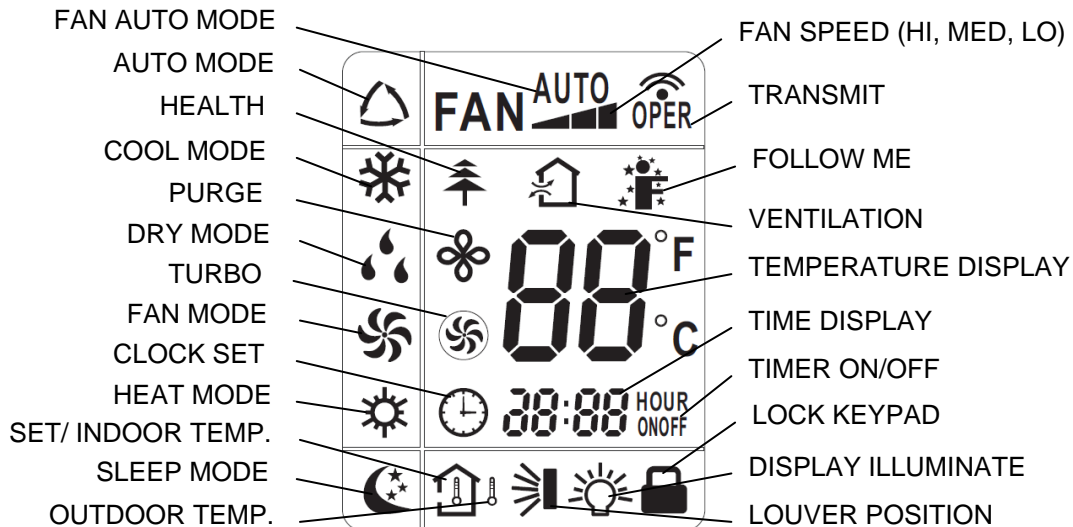 FAN AUTO MODE
AUTO MODE
HEALTH
COOL MODE
PURGE
DRY MODE
TURBO
FAN MODE
CLOCK SET
HEAT MODE
SET/ INDOOR TEMP.
SLEEP MODE
OUTDOOR TEMP.
FAN AUTO
OPER
88 °F
°C
28:88 HOUR
ONOFF
FAN SPEED (HI, MED, LO)
TRANSMIT
FOLLOW ME
VENTILATION
TEMPERATURE DISPLAY
TIME DISPLAY
TIMER ON/OFF
LOCK KEYPAD
DISPLAY ILLUMINATE
LOUVER POSITION